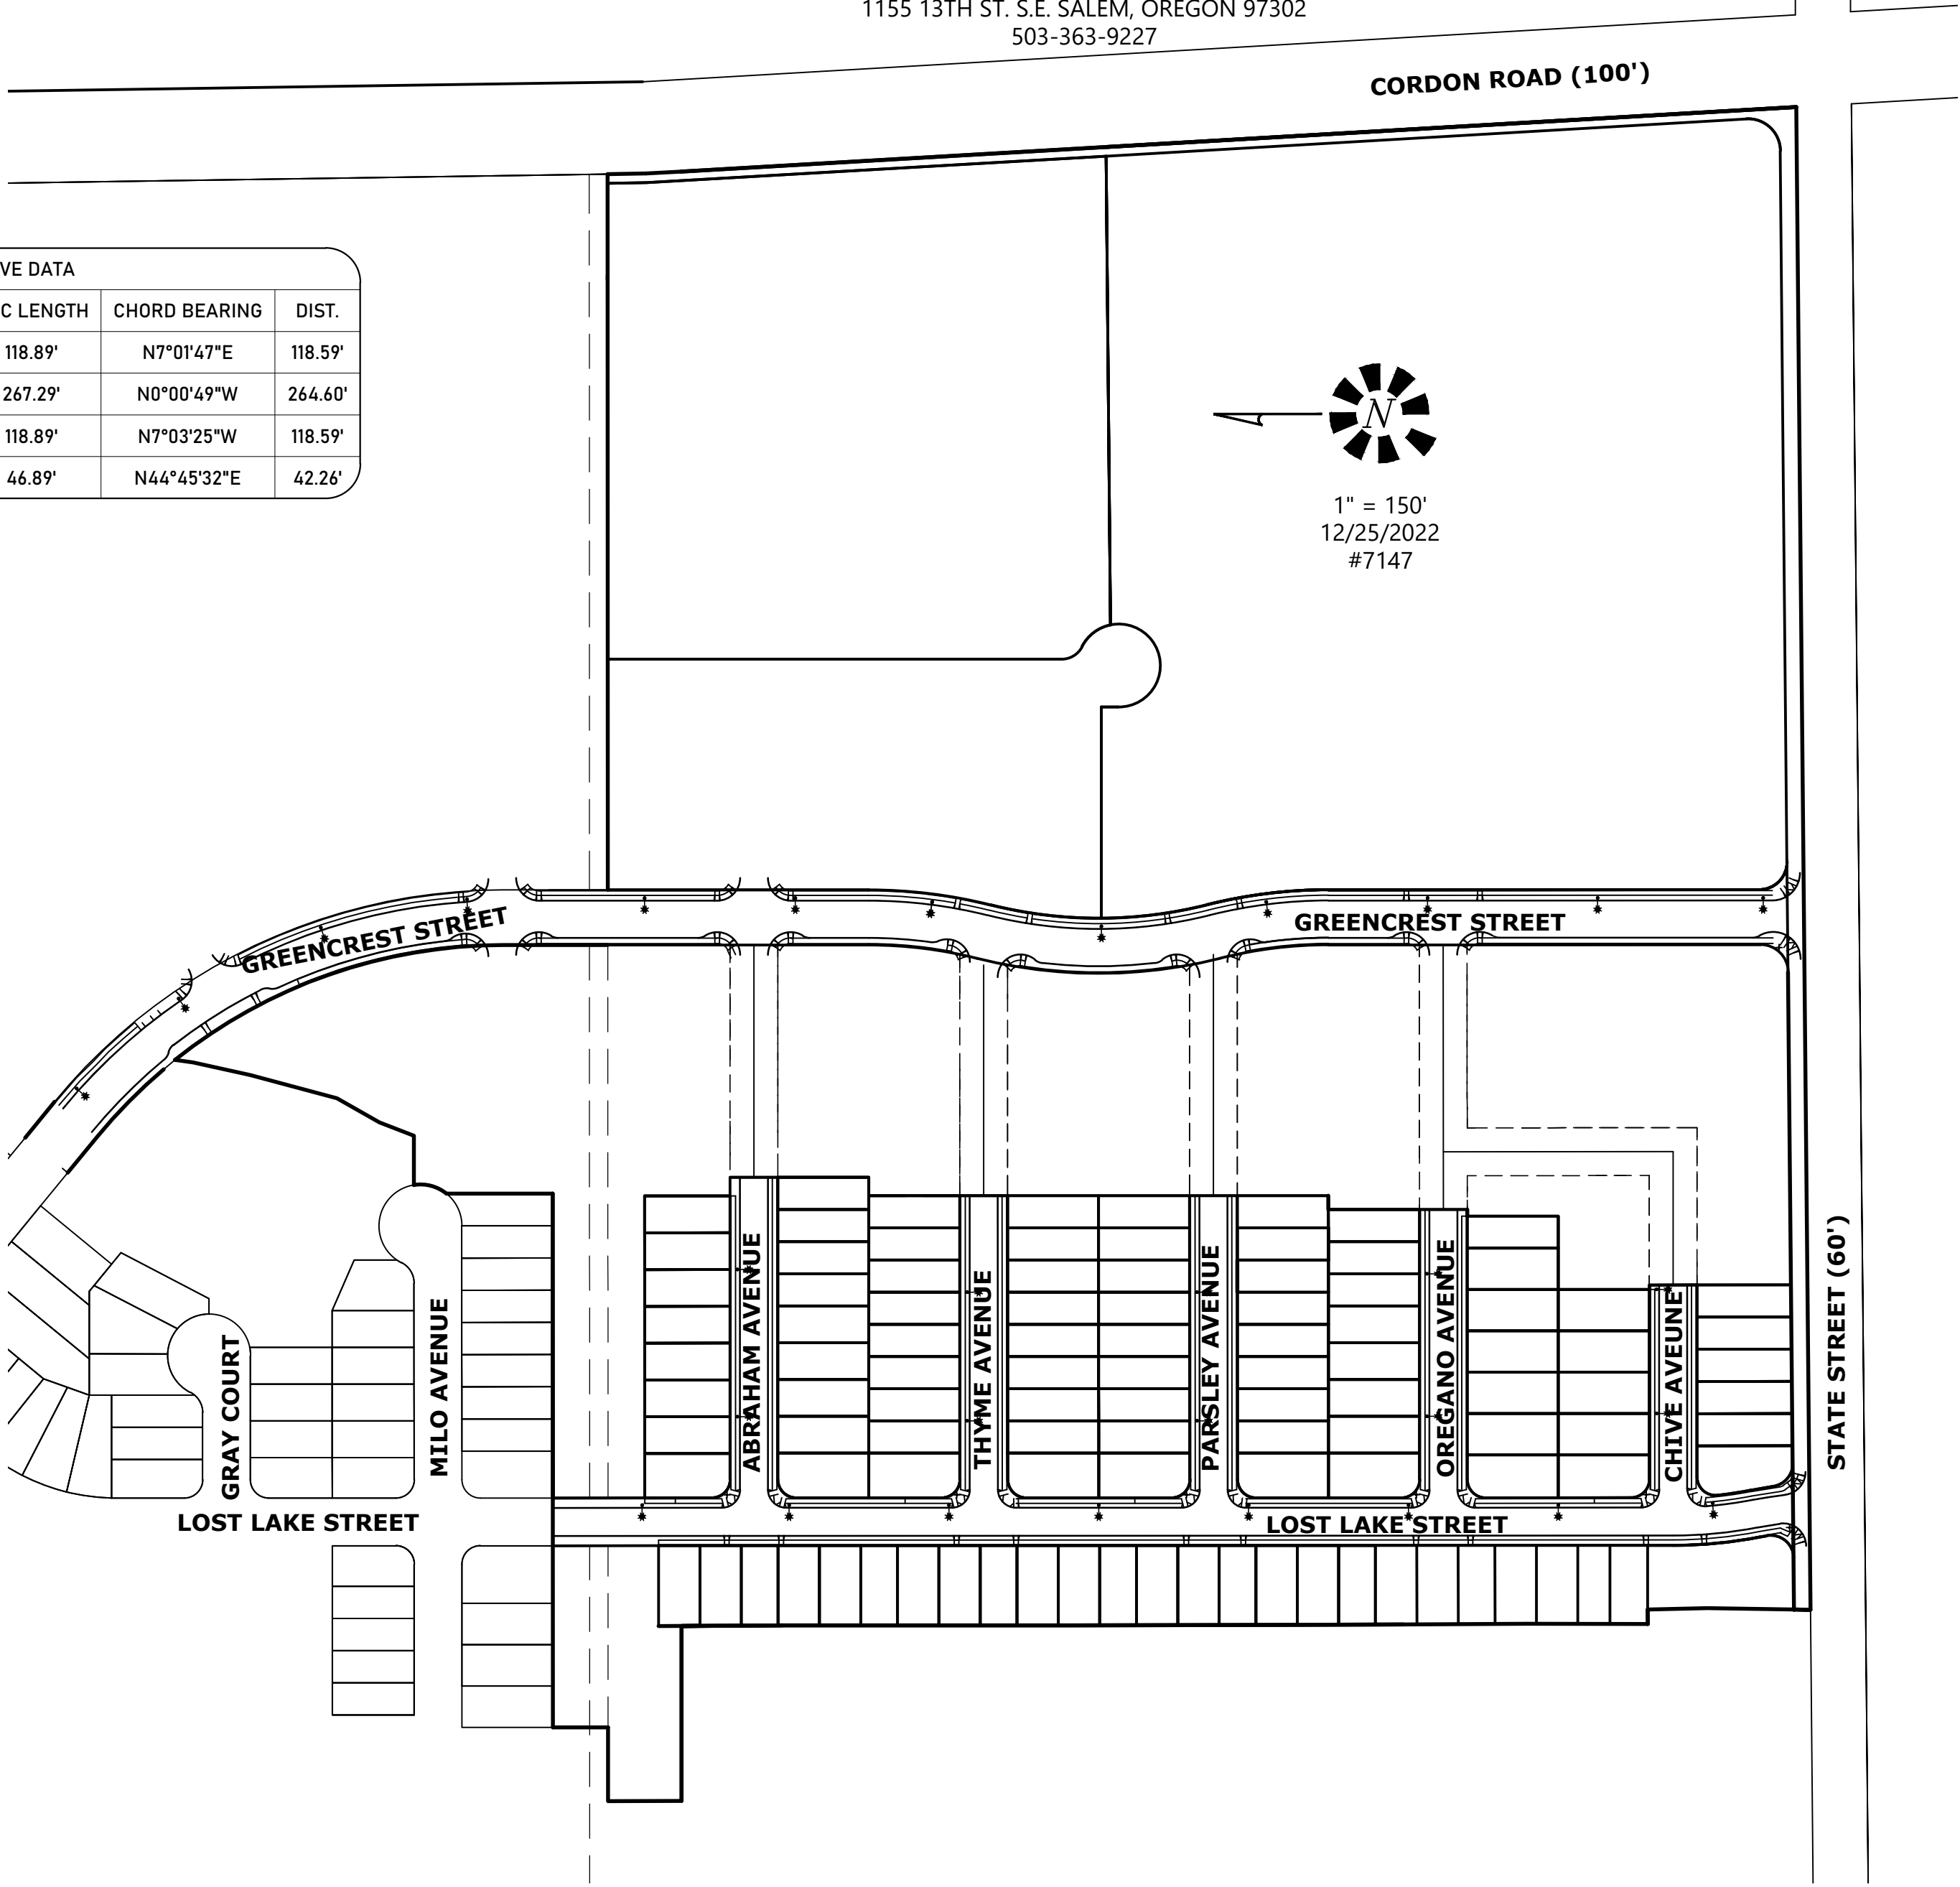 1155 13TH ST. S.E. SALEM, OREGON 97302
503-363-9227
CORDON ROAD (100')
VE DATA
C LENGTH CHORD BEARING DIST.
118.89' N7°01'47"E 118.59'
267.29' N0°00'49"W 264.60'
118.89' N7°03'25"W 118.59'
46.89' N44°45'32"E 42.26'
N
1" = 150'
12/25/2022
#7147
GREENCREST STREET
GREENCREST STREET
GRAY COURT
MILO AVENUE
ABRAHAM AVENUE
THYME AVENUE
PARSLEY AVENUE
OREGANO AVENUE
CHIVE AVEUNE
STATE STREET (60')
LOST LAKE STREET
LOST LAKE STREET